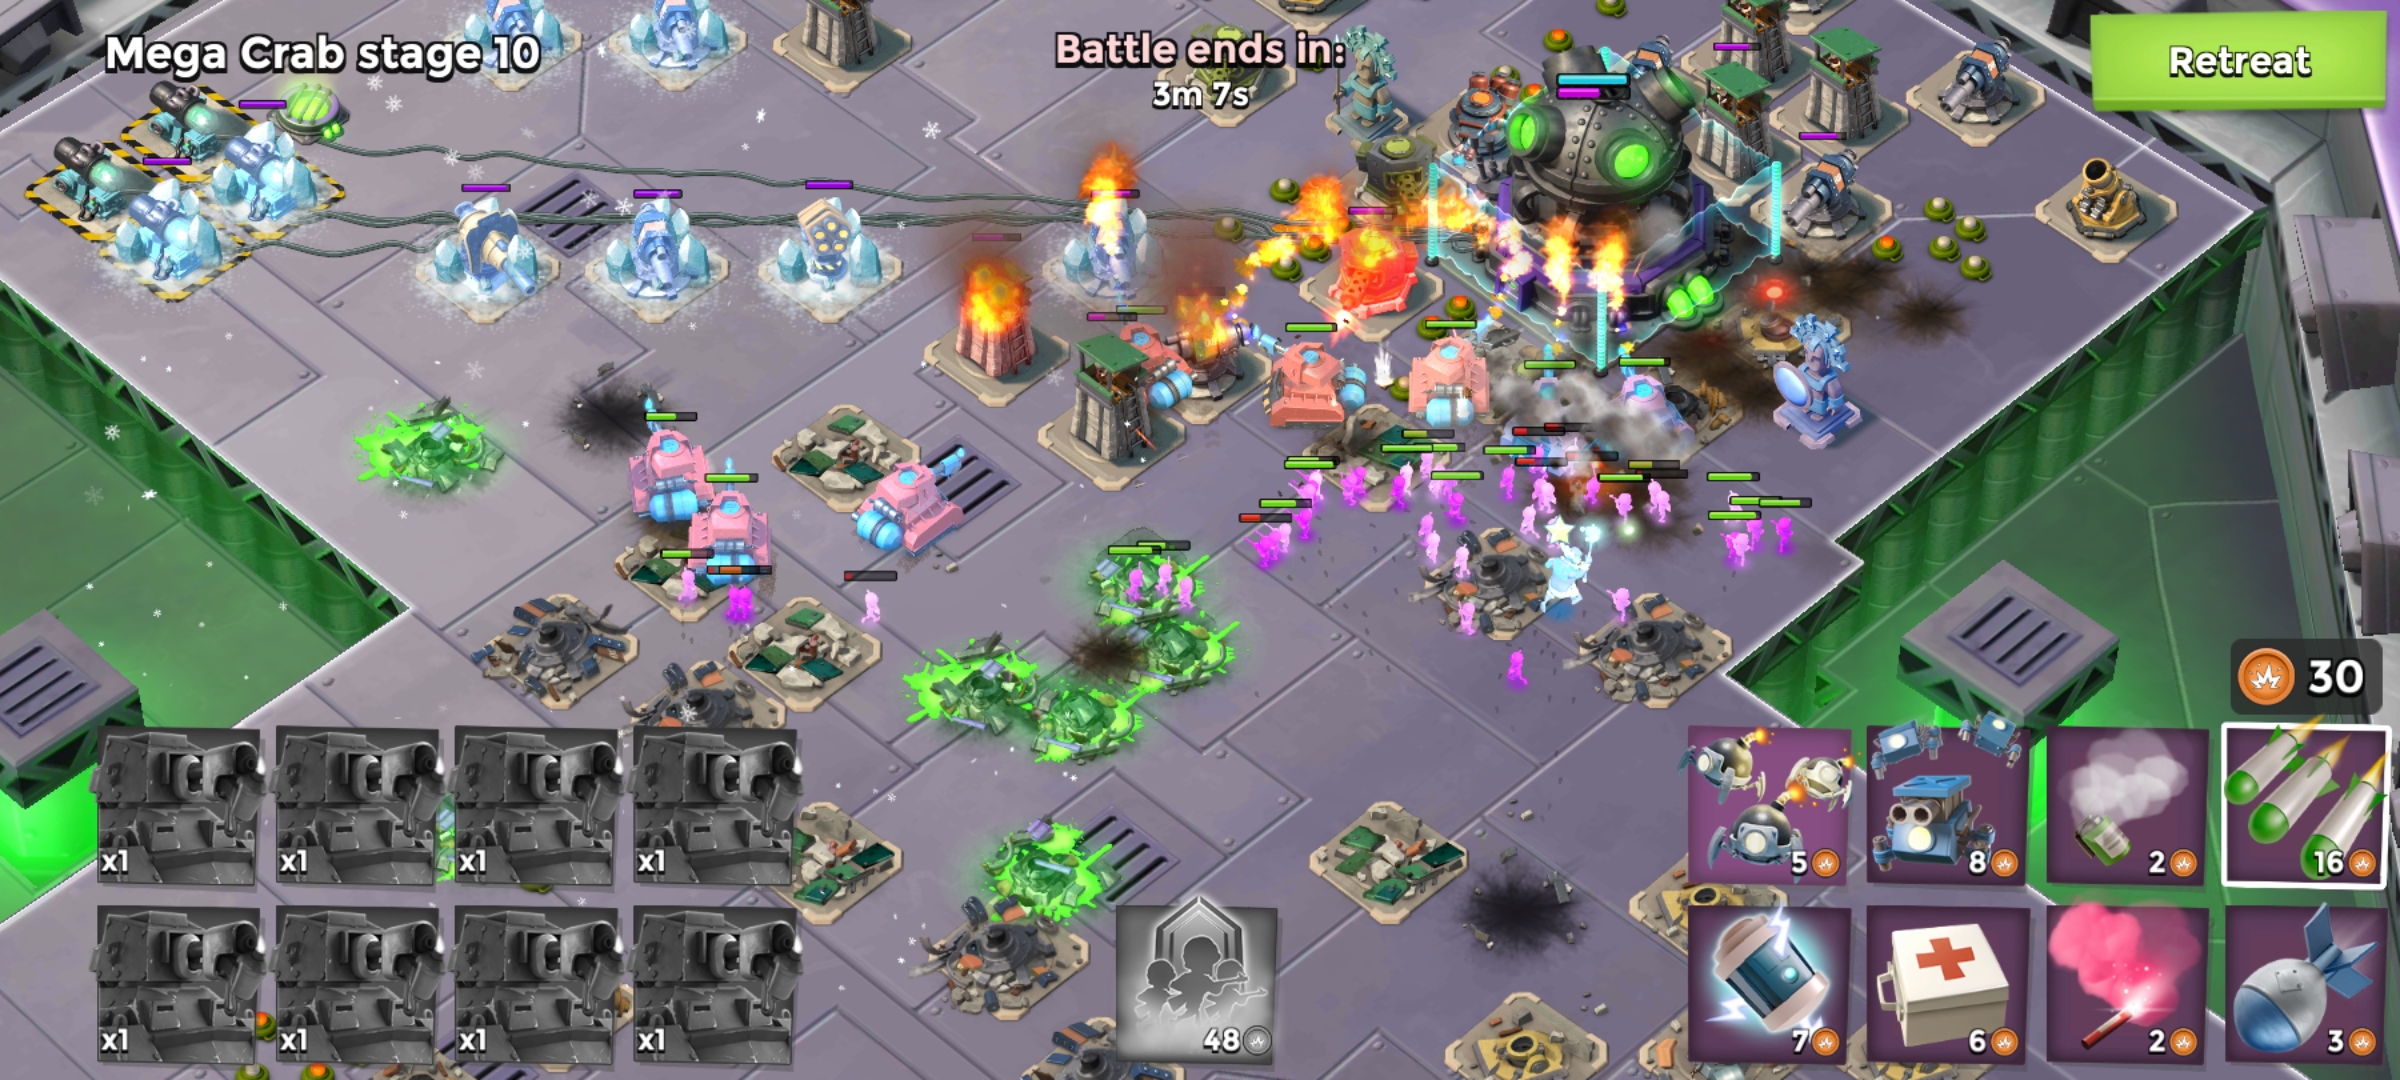 Mega Crab stage 10
Battle ends in:
3m 7s
Retreat
30
x1
x1
x1
x1
5
8
2
16
x1
x1
x1
x1
48
7
6
2
3